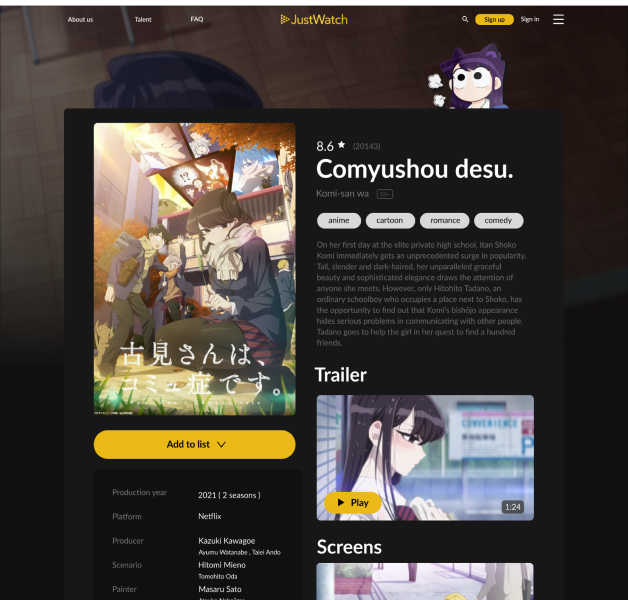 About us
Talent
FAQ
JustWatch
Sign up
Sign in
8.6 ★ (20143)
Comyushou desu.
Komi-san wa 18+
anime
cartoon
romance
comedy
On her first day at the elite private high school, Itan Shoko
Komi immediately gets an unprecedented surge in popularity.
Tall, slender and dark-haired, her unparalleled graceful
beauty and sophisticated elegance draws the attention of
anyone she meets. However, only Hitohito Tadano, an
ordinary schoolboy who occupies a place next to Shoko, has
the opportunity to find out that Komi's bishōjo appearance
hides serious problems in communicating with other people.
Tadano goes to help the girl in her quest to find a hundred
friends.
!?
古見さんは、
コミュ症です。
Add to list
Trailer
CONVENIENCE
P
Play
1:24
Production year
2021 ( 2 seasons )
Platform
Netflix
Producer
Kazuki Kawagoe
Ayumu Watanabe , Taiei Ando
Scenario
Hitomi Mieno
Tomohito Oda
Painter
Masaru Sato
Screens